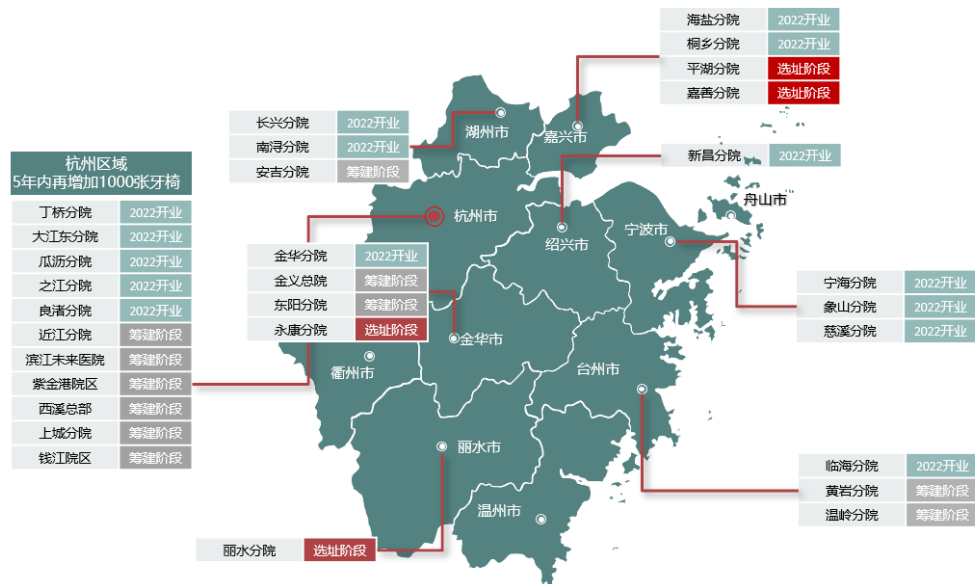 海盐分院 2022开业
桐乡分院 2022开业
平湖分院 选址阶段
嘉善分院 选址阶段
长兴分院 2022开业
南浔分院 2022开业
安吉分院 筹建阶段
湖州市
嘉兴市
新昌分院 2022开业
杭州区域
5年内再增加1000张牙椅
丁桥分院 2022开业
大江东分院 2022开业
瓜沥分院 2022开业
之江分院 2022开业
良渚分院 2022开业
近江分院 筹建阶段
滨江未来医院 筹建阶段
紫金港院区 筹建阶段
西溪总部 筹建阶段
上城分院 筹建阶段
钱江院区 筹建阶段
杭州市
绍兴市
宁波市
舟山市
金华分院 2022开业
金义总院 筹建阶段
东阳分院 筹建阶段
永康分院 选址阶段
宁海分院 2022开业
象山分院 2022开业
慈溪分院 2022开业
金华市
衢州市
台州市
丽水市
温州市
临海分院 2022开业
黄岩分院 筹建阶段
温岭分院 筹建阶段
丽水分院 选址阶段